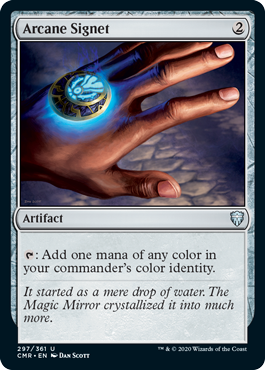 Arcane Signet 2
Artifact
: Add one mana of any color in
your commander's color identity.
It started as a mere drop of water. The
Magic Mirror crystallized it into much
more.
297/361 U
CMR • EN DAN SCOTT
™ & © 2020 Wizards of the Coast